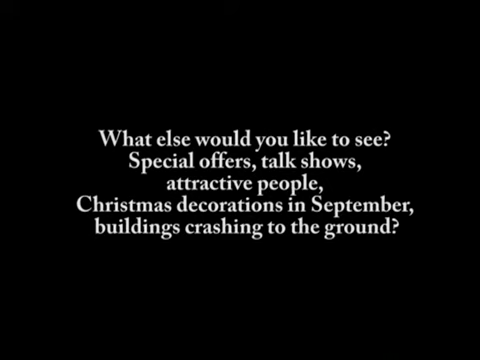 What else would you like to see?
Special offers, talk shows,
attractive people,
Christmas decorations in September,
buildings crashing to the ground?